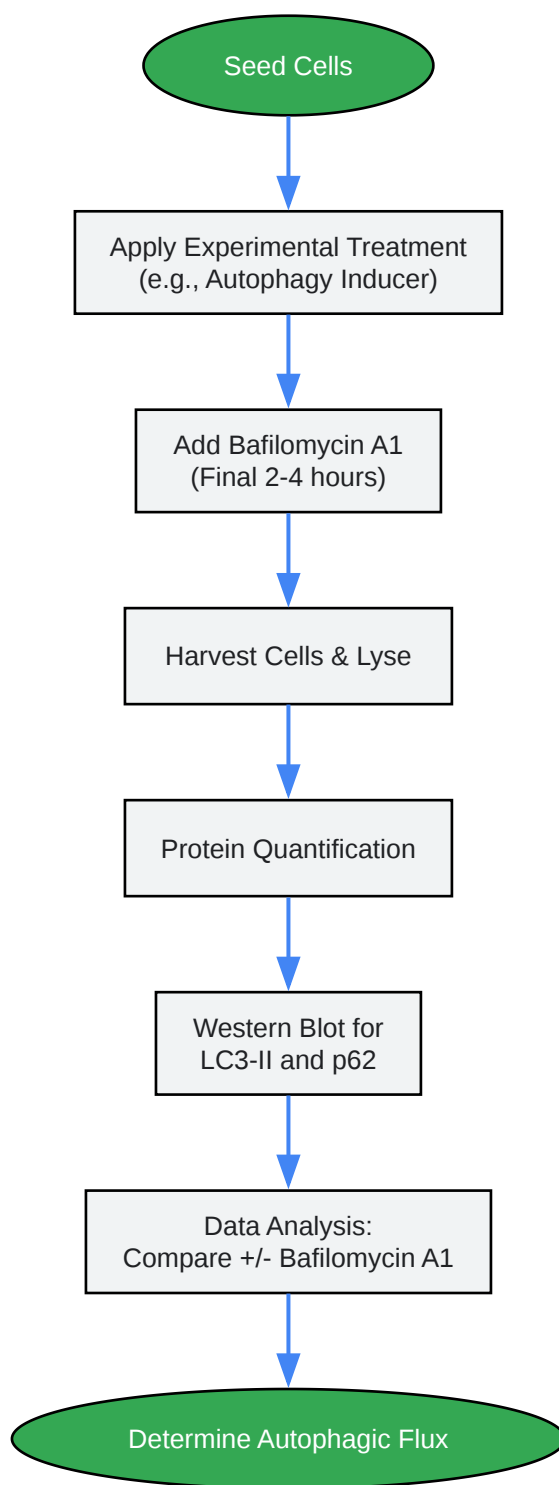 Seed Cells
Apply Experimental Treatment
(e.g., Autophagy Inducer)
Add Bafilomycin A1
(Final 2-4 hours)
Harvest Cells & Lyse
Protein Quantification
Western Blot for
LC3-II and p62
Data Analysis:
Compare +/- Bafilomycin A1
Determine Autophagic Flux